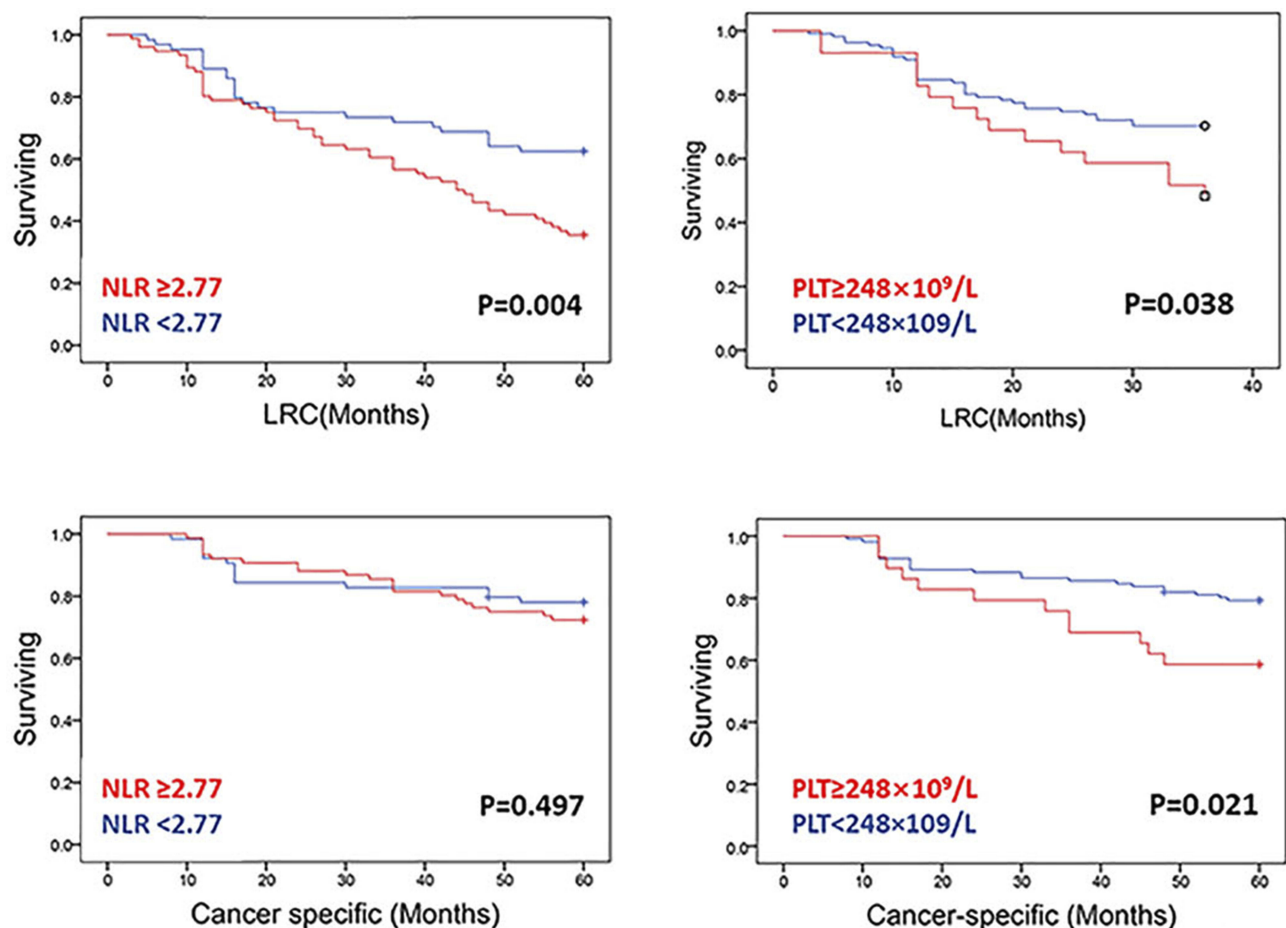 Surviving
1.0
0.8
0.6
0.4
0.2
0.0
NLR ≥2.77
NLR <2.77
P=0.004
0 10 20 30 40 50 60
LRC(Months)
Surviving
1.0
0.8
0.6
0.4
0.2
0.0
PLT≥248×10⁹/L
PLT<248×109/L
P=0.038
0 10 20 30 40
LRC(Months)
Surviving
1.0
0.8
0.6
0.4
0.2
0.0
NLR ≥2.77
NLR <2.77
P=0.497
0 10 20 30 40 50 60
Cancer specific (Months)
Surviving
1.0
0.8
0.6
0.4
0.2
0.0
PLT≥248×10⁹/L
PLT<248×109/L
P=0.021
0 10 20 30 40 50 60
Cancer-specific (Months)